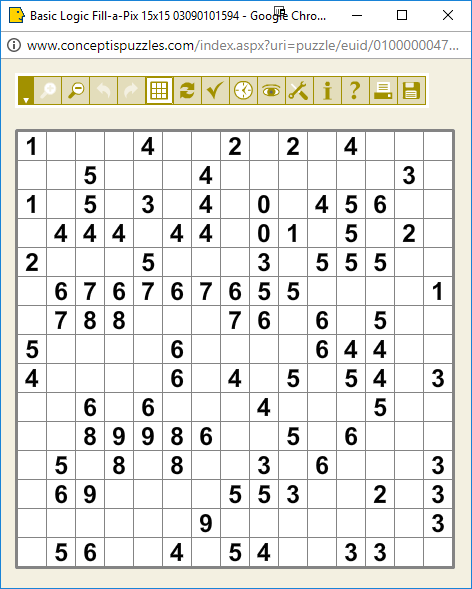 Basic Logic Fill-a-Pix 15x15 03090101594 - Google Chro...
www.conceptispuzzles.com/index.aspx?uri=puzzle/euid/0100000047...
i ?
1 4 2 2 4
5 4 3
1 5 3 4 0 4 5 6
4 4 4 4 4 0 1 5 2
2 5 3 5 5 5
6 7 6 7 6 7 6 5 5 1
7 8 8 7 6 6 5
5 6 6 4 4
4 6 4 5 5 4 3
6 6 4 5
8 9 9 8 6 5 6
5 8 8 3 6 3
6 9 5 5 3 2 3
9 3
5 6 4 5 4 3 3